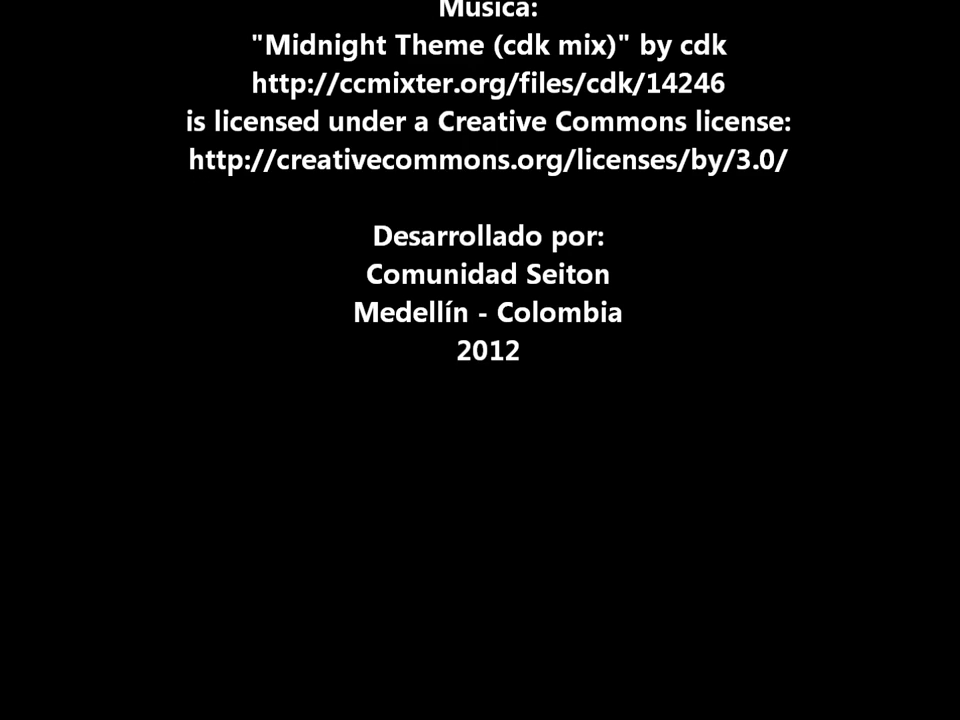 Música:
"Midnight Theme (cdk mix)" by cdk
http://ccmixter.org/files/cdk/14246
is licensed under a Creative Commons license:
http://creativecommons.org/licenses/by/3.0/
Desarrollado por:
Comunidad Seiton
Medellín - Colombia
2012